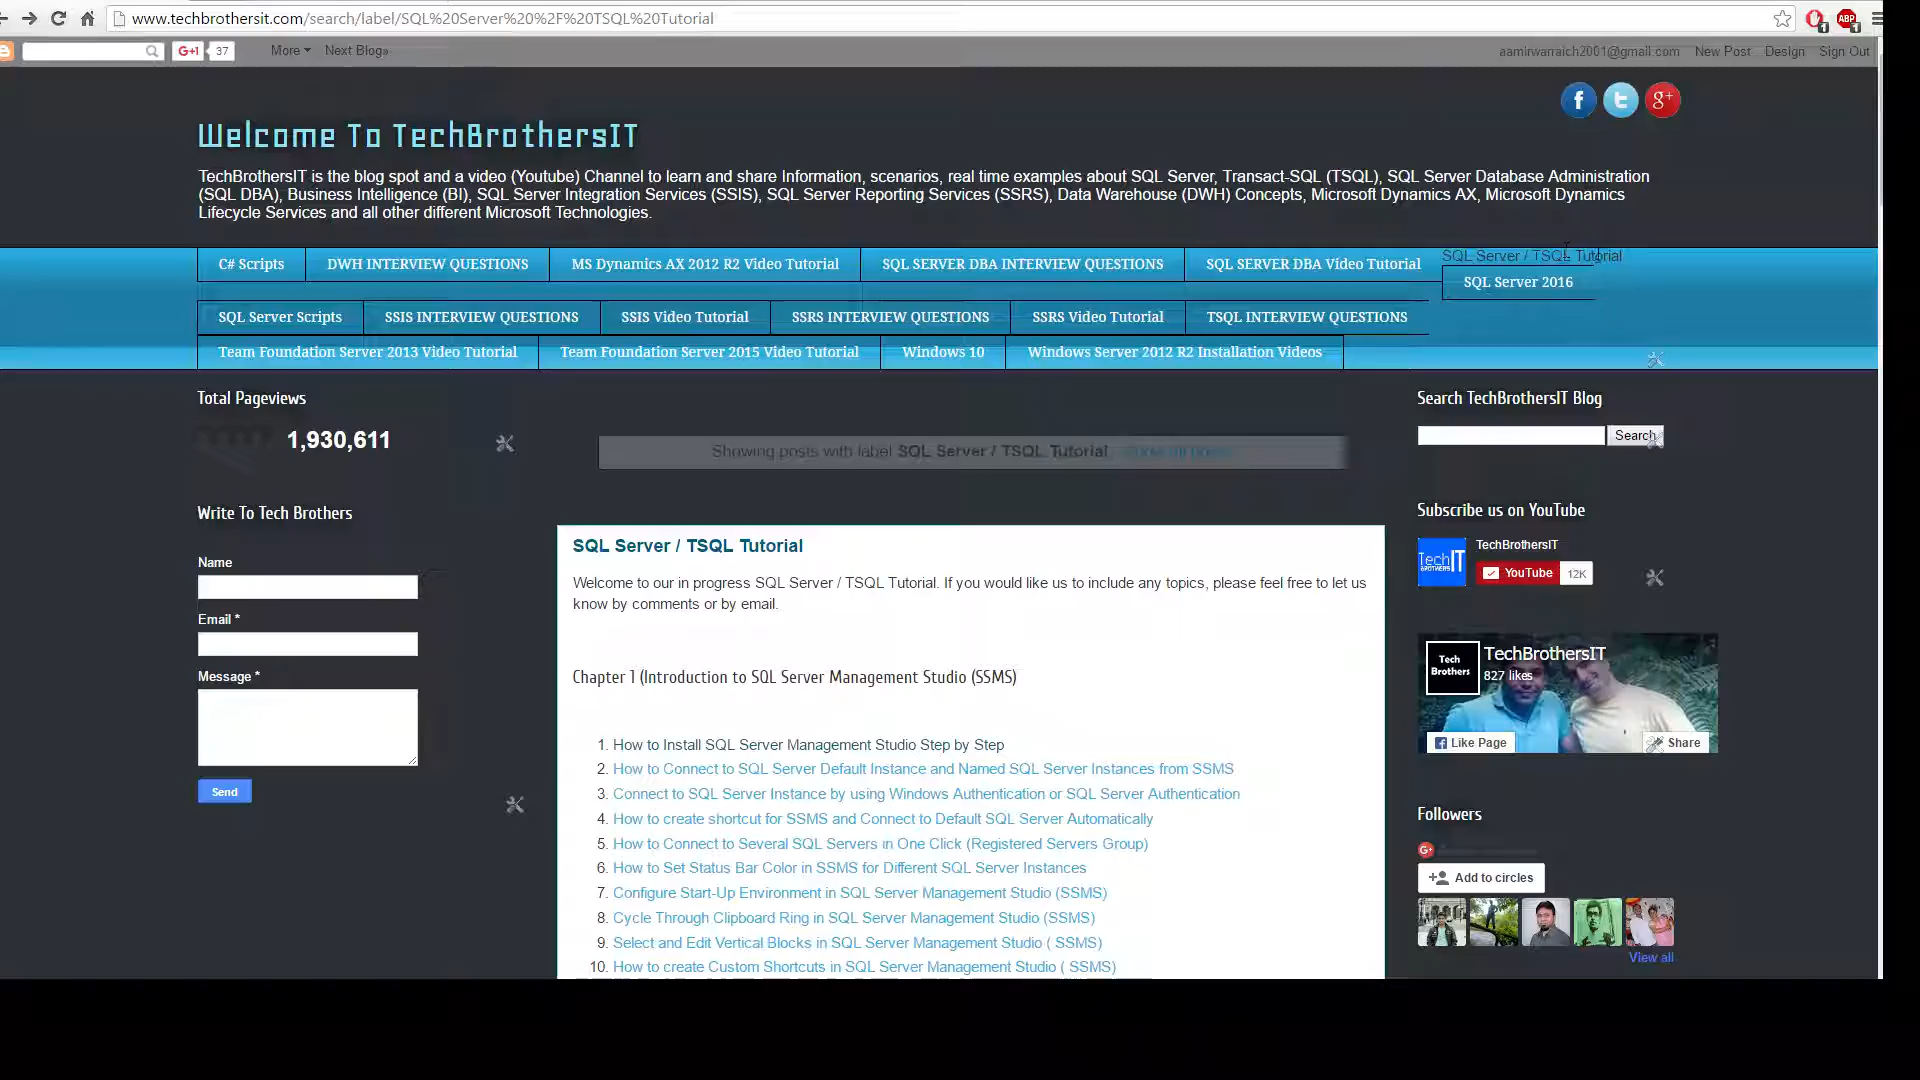 www.techbrothersit.com/search/label/SQL%20Server%20%2F%20TSQL%20Tutorial
1
ABP
1
G+1 37
More
Next Blog»
aamirwarraich2001@gmail.com
New Post
Design
Sign Out
Welcome To TechBrothersIT
TechBrothersIT is the blog spot and a video (Youtube) Channel to learn and share Information, scenarios, real time examples about SQL Server, Transact-SQL (TSQL), SQL Server Database Administration
(SQL DBA), Business Intelligence (BI), SQL Server Integration Services (SSIS), SQL Server Reporting Services (SSRS), Data Warehouse (DWH) Concepts, Microsoft Dynamics AX, Microsoft Dynamics
Lifecycle Services and all other different Microsoft Technologies.
C# Scripts
DWH INTERVIEW QUESTIONS
MS Dynamics AX 2012 R2 Video Tutorial
SQL SERVER DBA INTERVIEW QUESTIONS
SQL SERVER DBA Video Tutorial
SQL Server / TSQL Tutorial
SQL Server 2016
SQL Server Scripts
SSIS INTERVIEW QUESTIONS
SSIS Video Tutorial
SSRS INTERVIEW QUESTIONS
SSRS Video Tutorial
TSQL INTERVIEW QUESTIONS
Team Foundation Server 2013 Video Tutorial
Team Foundation Server 2015 Video Tutorial
Windows 10
Windows Server 2012 R2 Installation Videos
Total Pageviews
1,930,611
Write To Tech Brothers
Name
Email *
Message *
Send
Showing posts with label SQL Server / TSQL Tutorial.
SQL Server / TSQL Tutorial
Welcome to our in progress SQL Server / TSQL Tutorial. If you would like us to include any topics, please feel free to let us
know by comments or by email.
Chapter 1 (Introduction to SQL Server Management Studio (SSMS)
1. How to Install SQL Server Management Studio Step by Step
2. How to Connect to SQL Server Default Instance and Named SQL Server Instances from SSMS
3. Connect to SQL Server Instance by using Windows Authentication or SQL Server Authentication
4. How to create shortcut for SSMS and Connect to Default SQL Server Automatically
5. How to Connect to Several SQL Servers in One Click (Registered Servers Group)
6. How to Set Status Bar Color in SSMS for Different SQL Server Instances
7. Configure Start-Up Environment in SQL Server Management Studio (SSMS)
8. Cycle Through Clipboard Ring in SQL Server Management Studio (SSMS)
9. Select and Edit Vertical Blocks in SQL Server Management Studio ( SSMS)
10. How to create Custom Shortcuts in SQL Server Management Studio ( SSMS)
Search TechBrothersIT Blog
Search
Subscribe us on YouTube
Tech IT
BROTHERS
TechBrothersIT
YouTube 12K
Tech
Brothers
TechBrothersIT
827 likes
Like Page
Share
Followers
Add to circles
View all